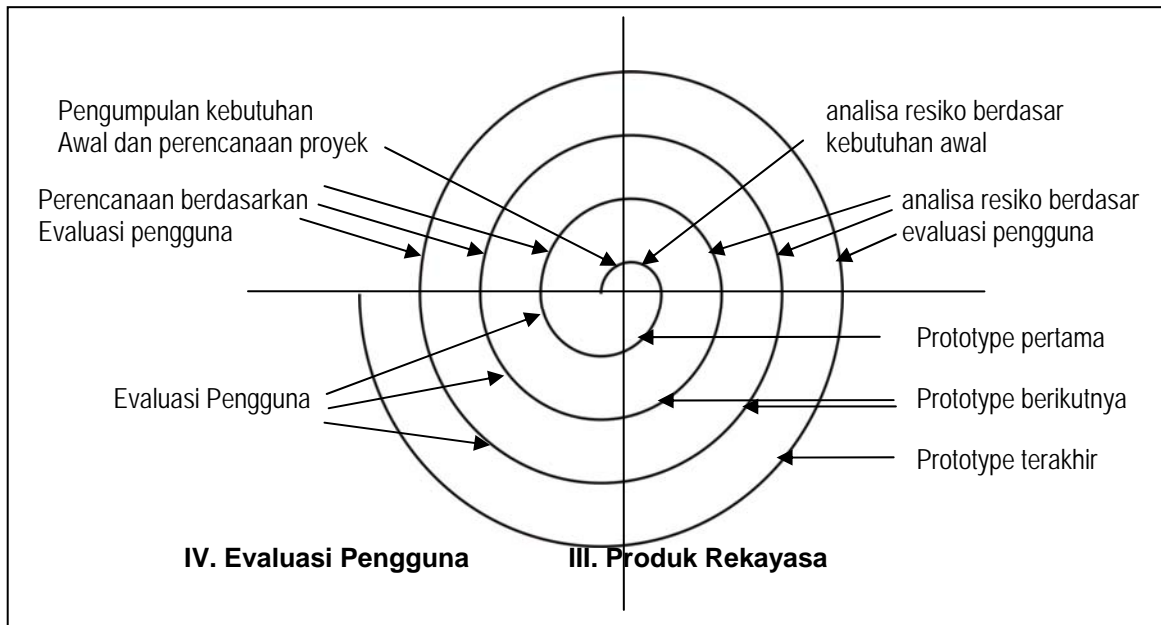 Pengumpulan kebutuhan
Awal dan perencanaan proyek
Perencanaan berdasarkan
Evaluasi pengguna
analisa resiko berdasar
kebutuhan awal
analisa resiko berdasar
evaluasi pengguna
Evaluasi Pengguna
Prototype pertama
Prototype berikutnya
Prototype terakhir
IV. Evaluasi Pengguna
III. Produk Rekayasa